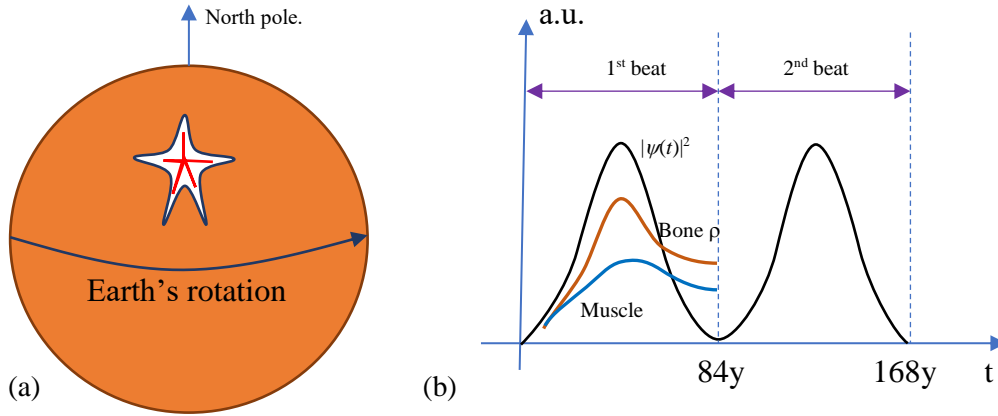 North pole.
Earth’s rotation
(a)
a.u.
1st beat
2nd beat
|ψ(t)|2
Bone ρ
Muscle
84y
168y
t
(b)